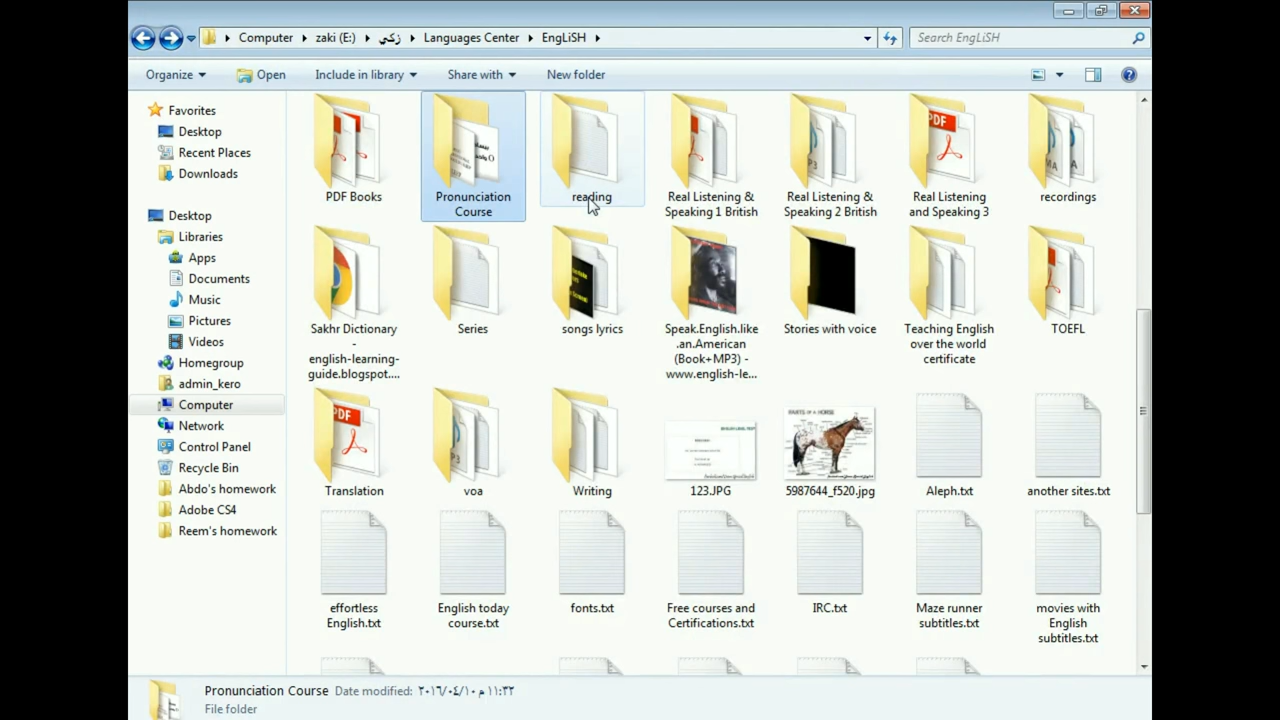 Computer
zaki (E:)
زكي
Languages Center
EngLiSH
Search EngLiSH
Organize
Open
Include in library
Share with
New folder
Favorites
Desktop
Recent Places
Downloads
Desktop
Libraries
Apps
Documents
Music
Pictures
Videos
Homegroup
admin_kero
Computer
Network
Control Panel
Recycle Bin
Abdo's homework
Adobe CS4
Reem's homework
PDF Books
Pronunciation
Course
reading
Real Listening &
Speaking 1 British
Real Listening &
Speaking 2 British
Real Listening
and Speaking 3
recordings
Sakhr Dictionary
-
english-learning-
guide.blogspot....
Series
songs lyrics
Speak.English.like
.an.American
(Book+MP3) -
www.english-le...
Stories with voice
Teaching English
over the world
certificate
TOEFL
PDF
PDF
Translation
voa
Writing
123.JPG
PARTS of A HORSE
5987644_f520.jpg
Aleph.txt
another sites.txt
effortless
English.txt
English today
course.txt
fonts.txt
Free courses and
Certifications.txt
IRC.txt
Maze runner
subtitles.txt
movies with
English
subtitles.txt
Pronunciation Course
Date modified: ٢٠١٦/٠٤/١٠ م ١١:٣٢
File folder